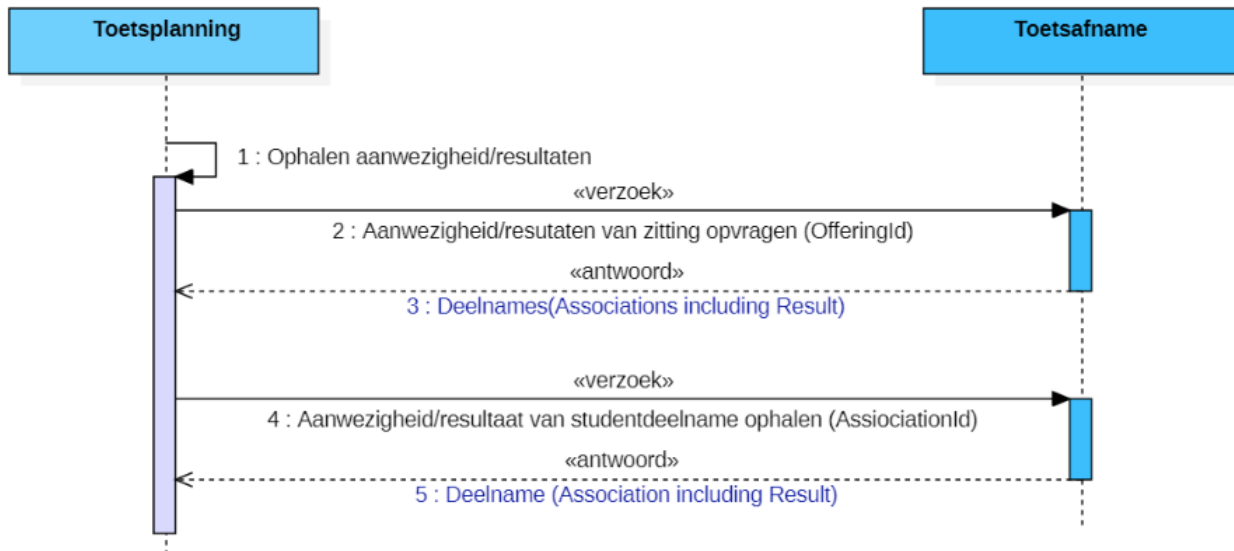 Toetsplanning
Toetsafname
1 : Ophalen aanwezigheid/resultaten
«verzoek»
2 : Aanwezigheid/resutaten van zitting opvragen (OfferingId)
«antwoord»
3 : Deelnames(Associations including Result)
«verzoek»
4 : Aanwezigheid/resultaat van studentdeelname ophalen (AssiociationId)
«antwoord»
5 : Deelname (Association including Result)